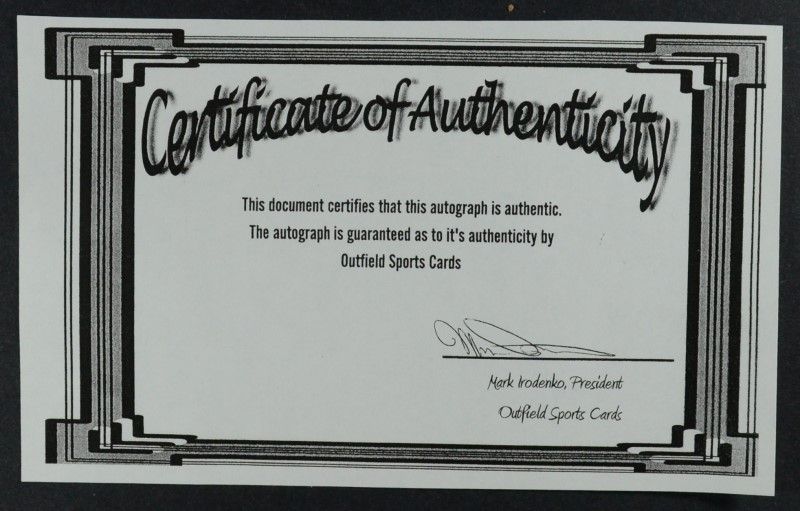 Certificate of Authenticity
This document certifies that this autograph is authentic.
The autograph is guaranteed as to it's authenticity by
Outfield Sports Cards
Mark Irodenko, President
Outfield Sports Cards